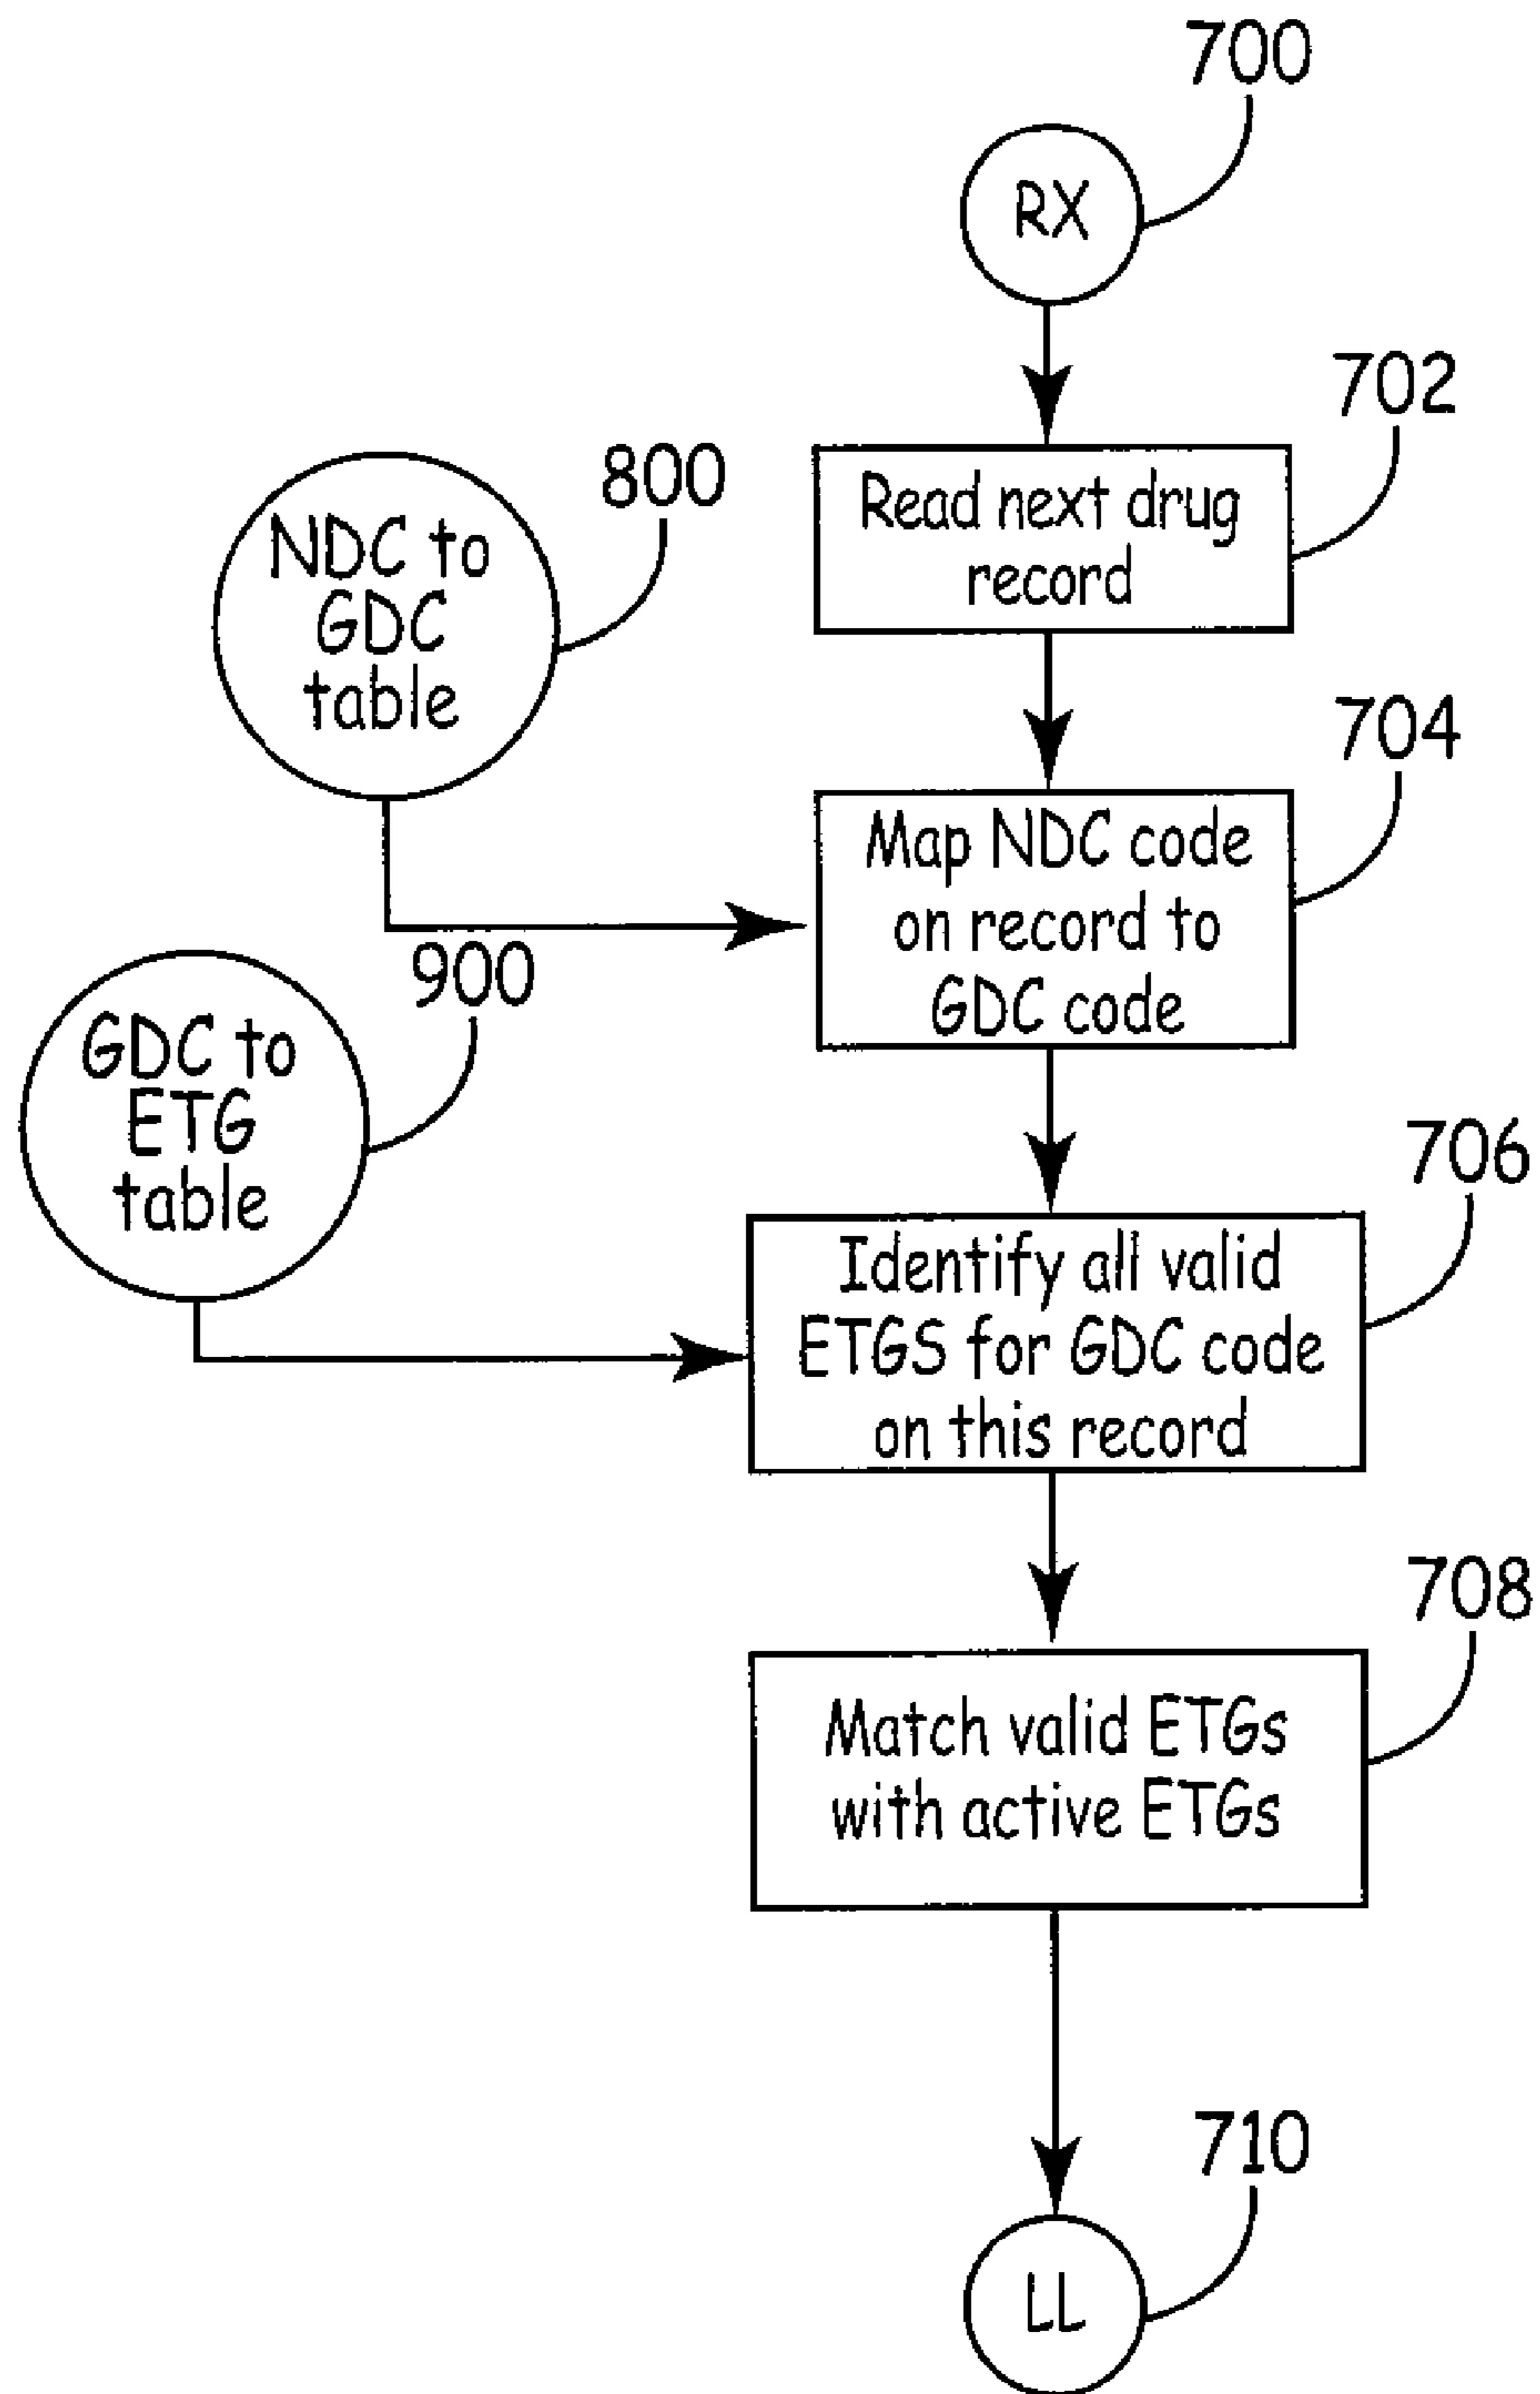 700
RX
702
Read next drug
record
800
NDC to
GDC
table
704
Map NDC code
on record to
GDC code
900
GDC to
ETG
table
706
Identify all valid
ETGS for GDC code
on this record
708
Match valid ETGs
with active ETGs
710
LL